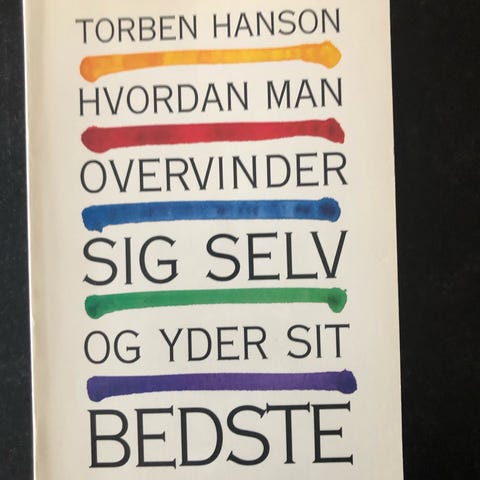 TORBEN HANSON
HVORDAN MAN
OVERVINDER
SIG SELV
OG YDER SIT
BEDSTE